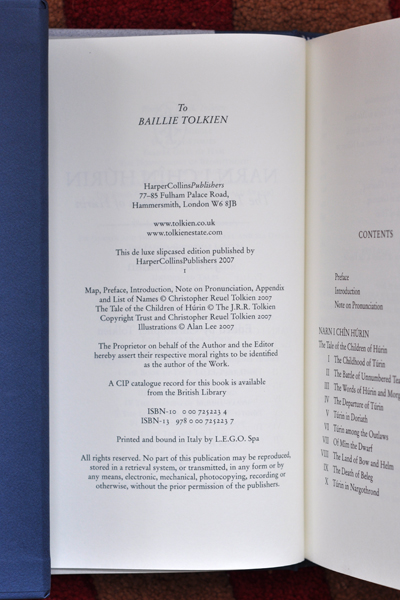 To
BAILLIE TOLKIEN
HarperCollinsPublishers
77–85 Fulham Palace Road,
Hammersmith, London W6 8JB
www.tolkien.co.uk
www.tolkienestate.com
This de luxe slipcased edition published by
HarperCollinsPublishers 2007
1
Map, Preface, Introduction, Note on Pronunciation, Appendix
and List of Names © Christopher Reuel Tolkien 2007
The Tale of the Children of Húrin © The J.R.R. Tolkien
Copyright Trust and Christopher Reuel Tolkien 2007
Illustrations © Alan Lee 2007
The Proprietor on behalf of the Author and the Editor
hereby assert their respective moral rights to be identified
as the author of the Work.
A CIP catalogue record for this book is available
from the British Library
ISBN-10 0 00 725223 4
ISBN-13 978 0 00 725223 7
Printed and bound in Italy by L.E.G.O. Spa
All rights reserved. No part of this publication may be reproduced,
stored in a retrieval system, or transmitted, in any form or by
any means, electronic, mechanical, photocopying, recording or
otherwise, without the prior permission of the publishers.
CONTENTS
Preface
Introduction
Note on Pronunciation
NARN I CHÎN HÚRIN
The Tale of the Children of Húrin
I The Childhood of Túrin
II The Battle of Unnumbered Tears
III The Words of Húrin and Morg
IV The Departure of Túrin
V Túrin in Doriath
VI Túrin among the Outlaws
VII Of Mîm the Dwarf
VIII The Land of Bow and Helm
IX The Death of Beleg
X Túrin in Nargothrond